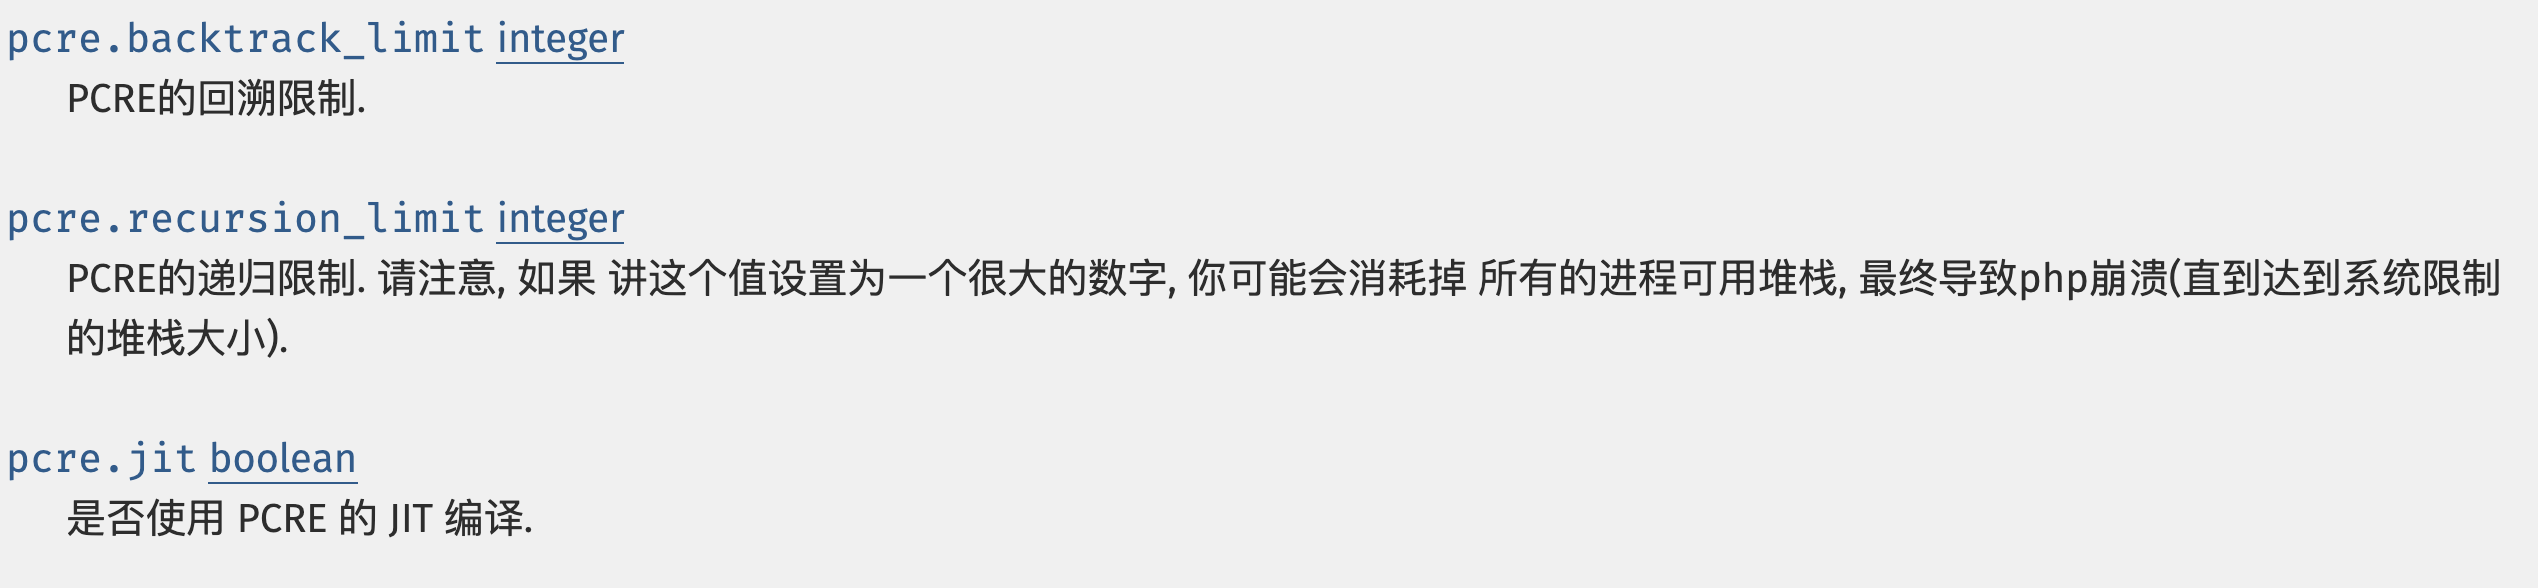 pcre.backtrack_limit integer
PCRE的回溯限制.
pcre.recursion_limit integer
PCRE的递归限制. 请注意, 如果 讲这个值设置为一个很大的数字, 你可能会消耗掉 所有的进程可用堆栈, 最终导致php崩溃(直到达到系统限制
的堆栈大小).
pcre.jit boolean
是否使用 PCRE 的 JIT 编译.